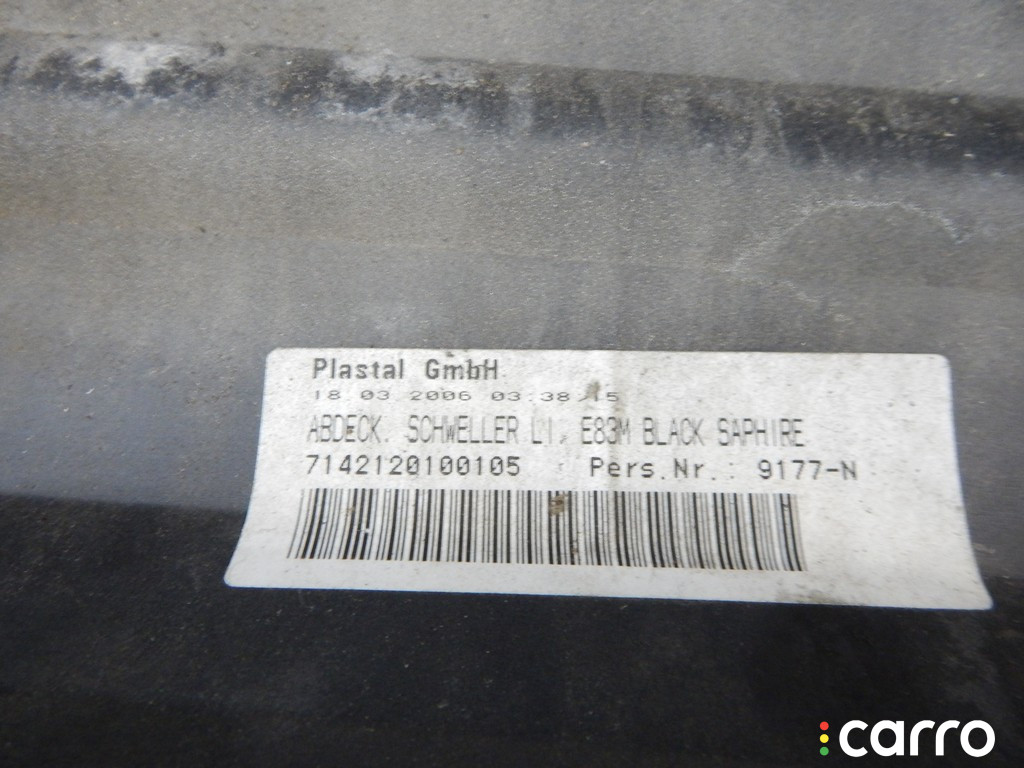 Plastal GmbH
18.03.2006 03:38:15
ABDECK. SCHWELLER LI. E83M BLACK SAPHIRE
7142120100105 Pers.Nr.: 9177-N
carro